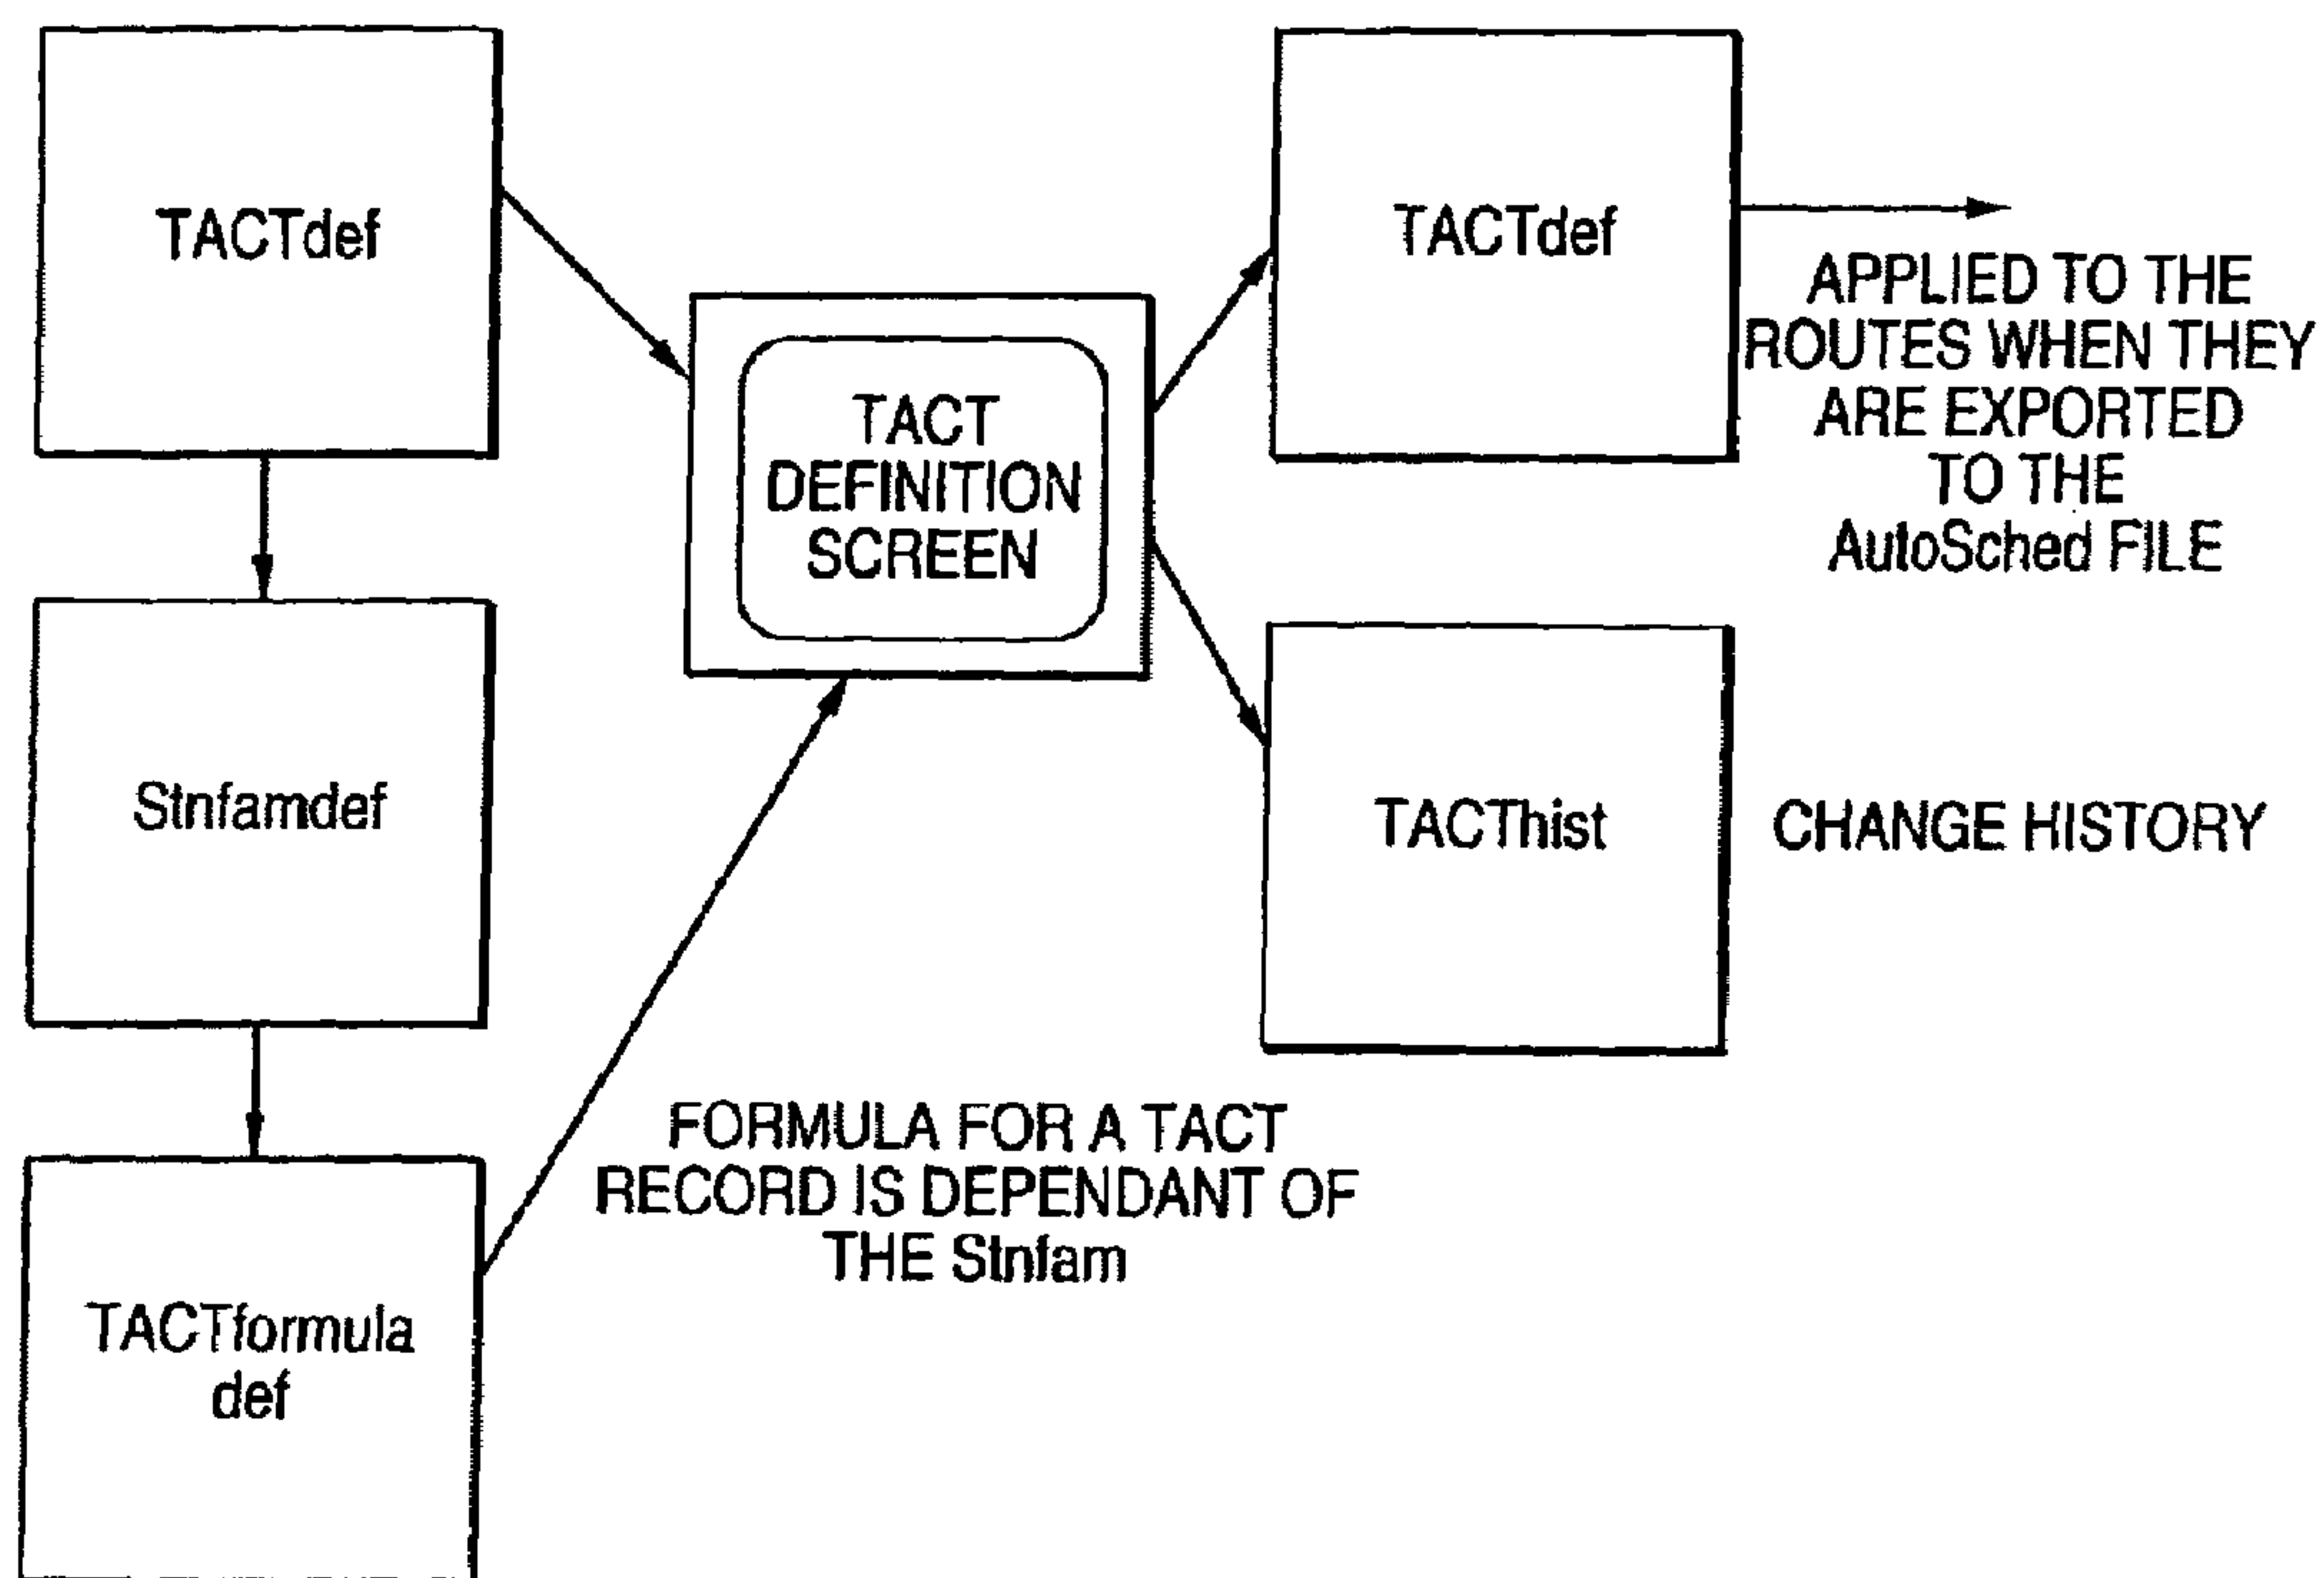 TACTdef
TACT
DEFINITION
SCREEN
TACTdef
APPLIED TO THE
ROUTES WHEN THEY
ARE EXPORTED
TO THE
AutoSched FILE
Stnfamdef
TACThist
CHANGE HISTORY
FORMULA FOR A TACT
RECORD IS DEPENDANT OF
THE Stnfam
TACTformula
def